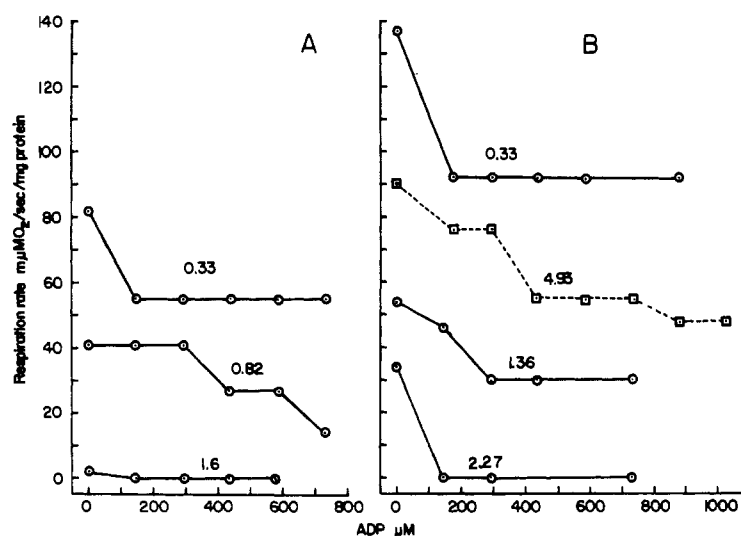 A
B
140
120
100
80
60
40
20
0
Respiration rate mμMO₂/sec/mg protein
0.33
0.82
1.6
0.33
4.93
1.36
2.27
0 200 400 600 800
0 200 400 600 800 1000
ADP μM